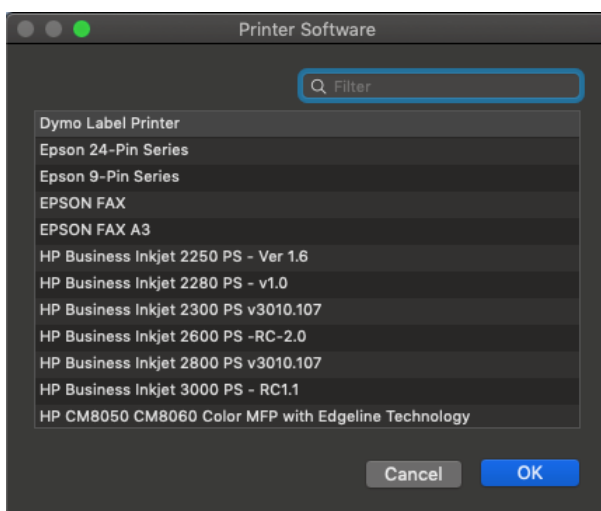 Printer Software
Filter
Dymo Label Printer
Epson 24-Pin Series
Epson 9-Pin Series
EPSON FAX
EPSON FAX A3
HP Business Inkjet 2250 PS - Ver 1.6
HP Business Inkjet 2280 PS - v1.0
HP Business Inkjet 2300 PS v3010.107
HP Business Inkjet 2600 PS -RC-2.0
HP Business Inkjet 2800 PS v3010.107
HP Business Inkjet 3000 PS - RC1.1
HP CM8050 CM8060 Color MFP with Edgeline Technology
Cancel OK